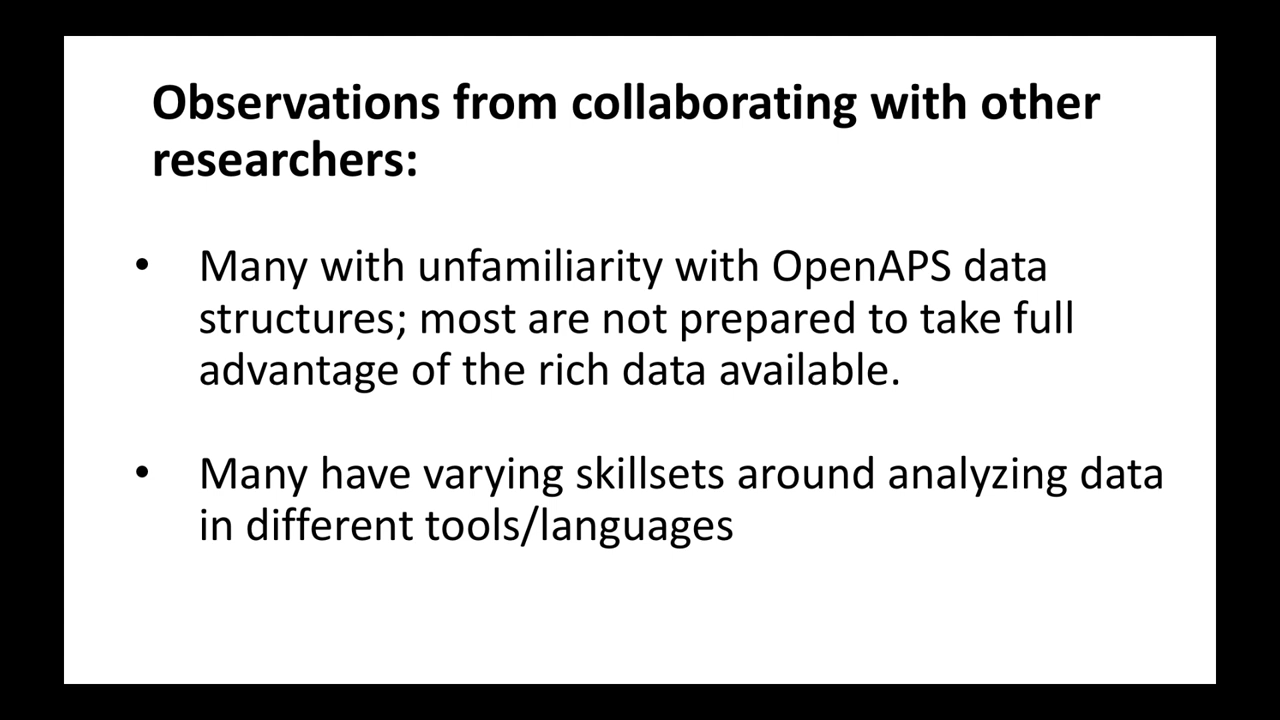 Observations from collaborating with other
researchers:
• Many with unfamiliarity with OpenAPS data
structures; most are not prepared to take full
advantage of the rich data available.
• Many have varying skillsets around analyzing data
in different tools/languages